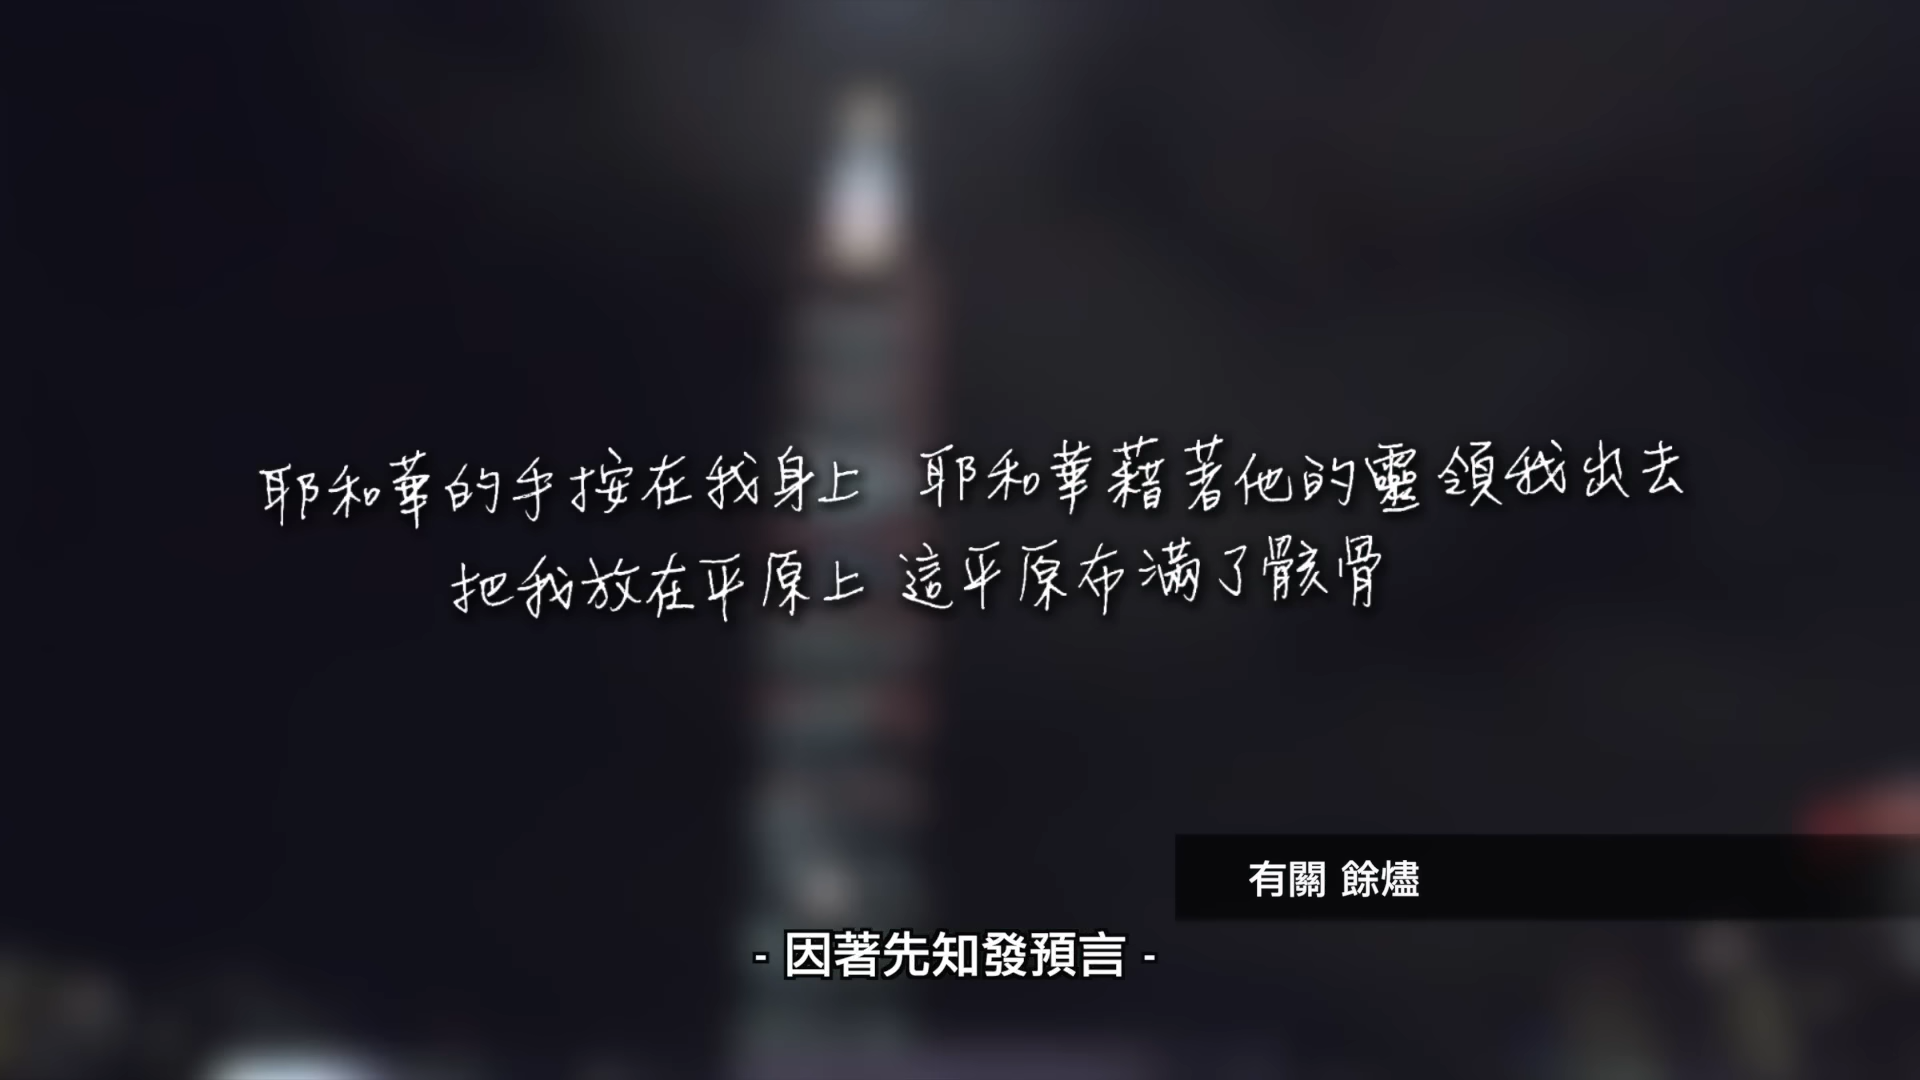 耶和華的手按在我身上 耶和華藉著他的靈領我出去
把我放在平原上 這平原布滿了骸骨
有關 餘燼
- 因著先知發預言 -